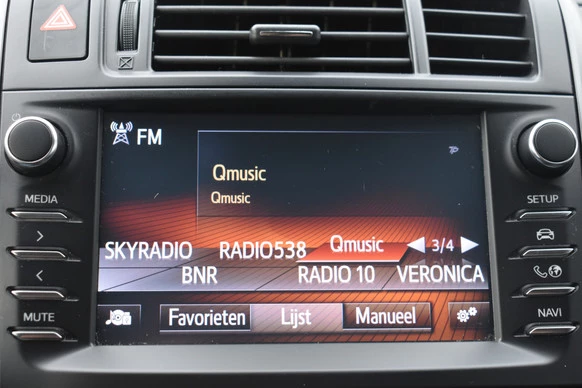 FM
TP
Qmusic
Qmusic
SKYRADIO RADIO538 Qmusic 3/4
BNR RADIO 10 VERONICA
Favorieten Lijst Manueel
MEDIA
>
<
MUTE
SETUP
NAVI